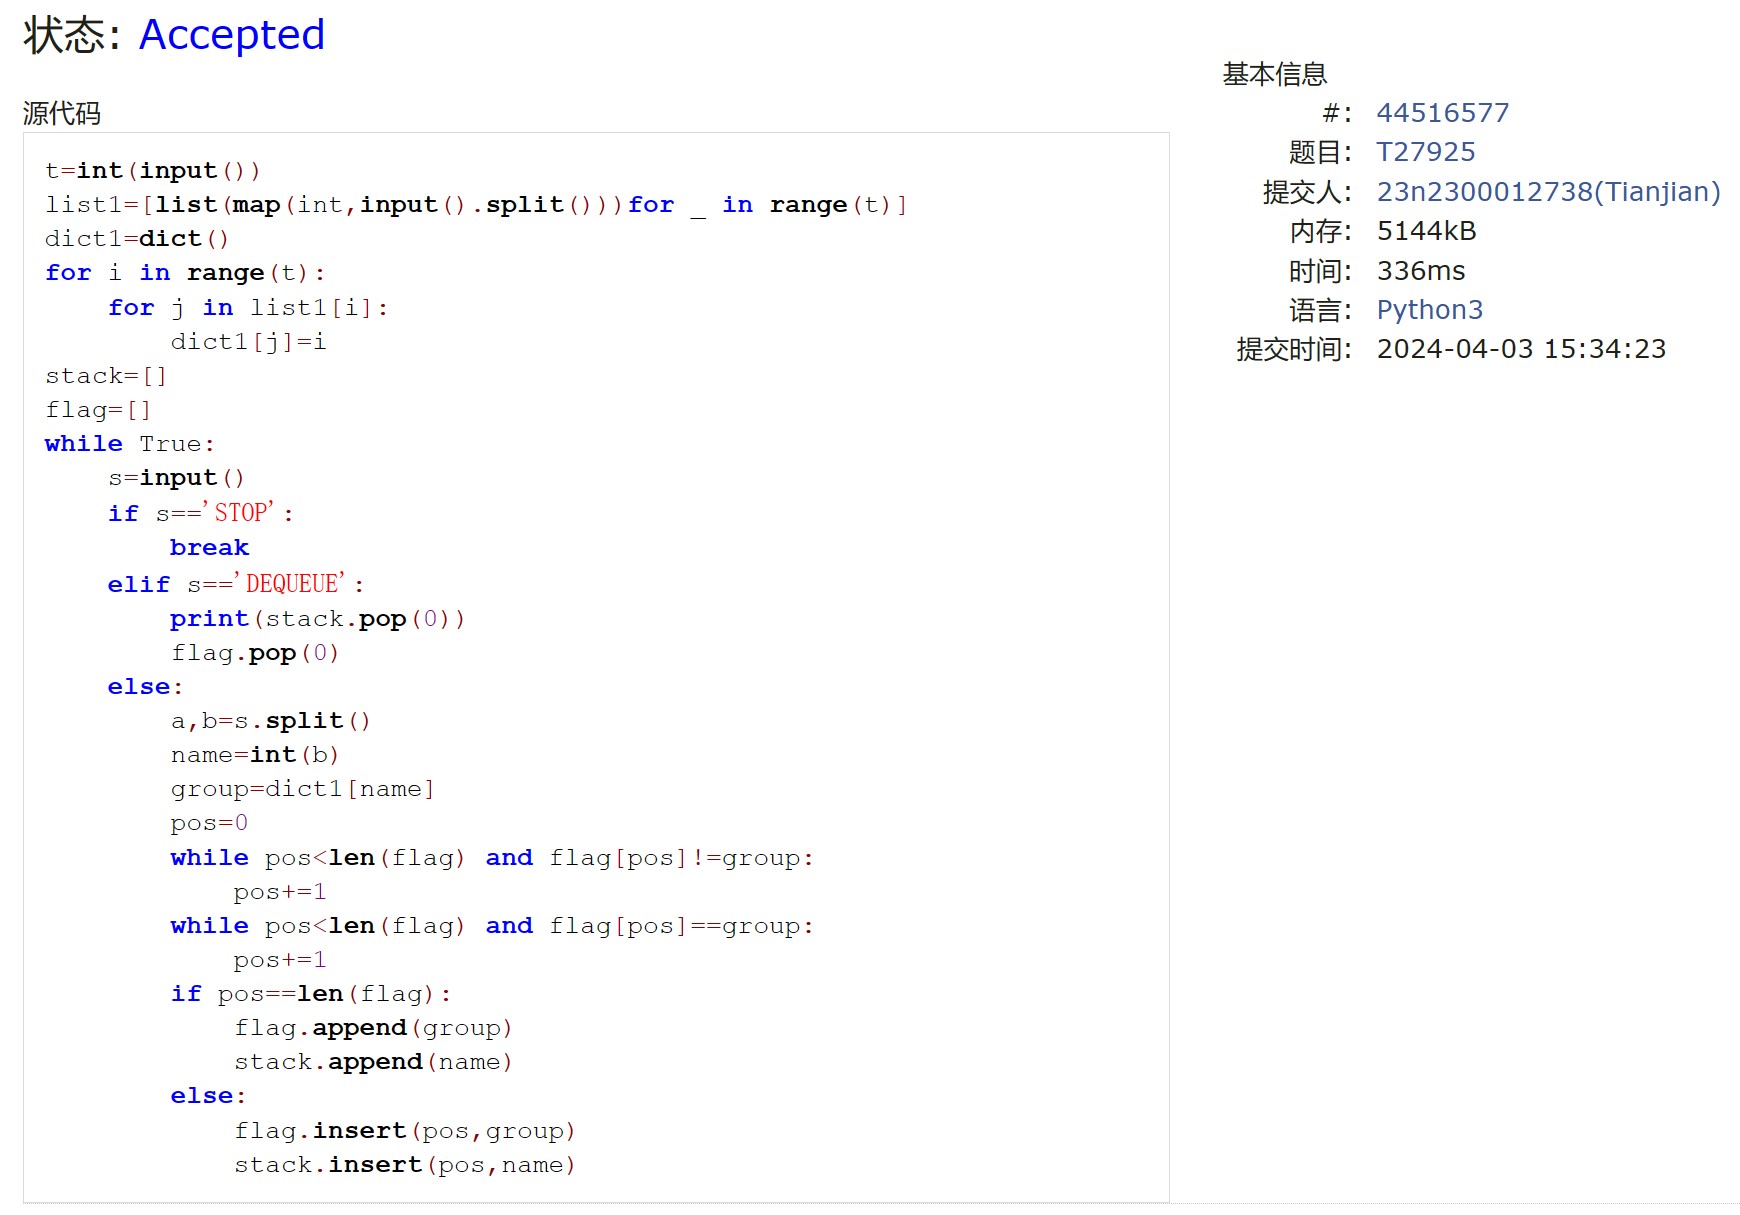 状态: Accepted
源代码
t=int(input())
list1=[list(map(int,input().split()))for _ in range(t)]
dict1=dict()
for i in range(t):
    for j in list1[i]:
        dict1[j]=i
stack=[]
flag=[]
while True:
    s=input()
    if s=='STOP':
        break
    elif s=='DEQUEUE':
        print(stack.pop(0))
        flag.pop(0)
    else:
        a,b=s.split()
        name=int(b)
        group=dict1[name]
        pos=0
        while pos<len(flag) and flag[pos]!=group:
            pos+=1
        while pos<len(flag) and flag[pos]==group:
            pos+=1
        if pos==len(flag):
            flag.append(group)
            stack.append(name)
        else:
            flag.insert(pos,group)
            stack.insert(pos,name)
基本信息
#: 44516577
题目: T27925
提交人: 23n2300012738(Tianjian)
内存: 5144kB
时间: 336ms
语言: Python3
提交时间: 2024-04-03 15:34:23